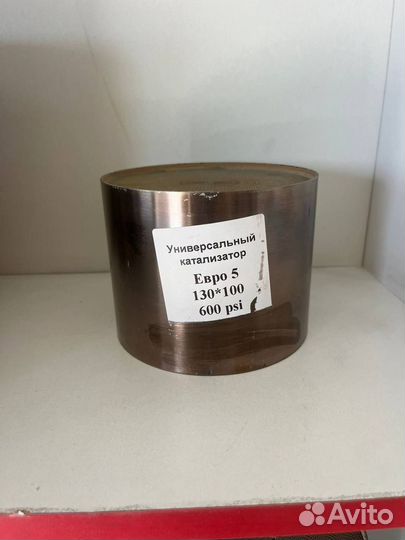 Универсальный
катализатор
Евро 5
130*100
600 psi
Avito